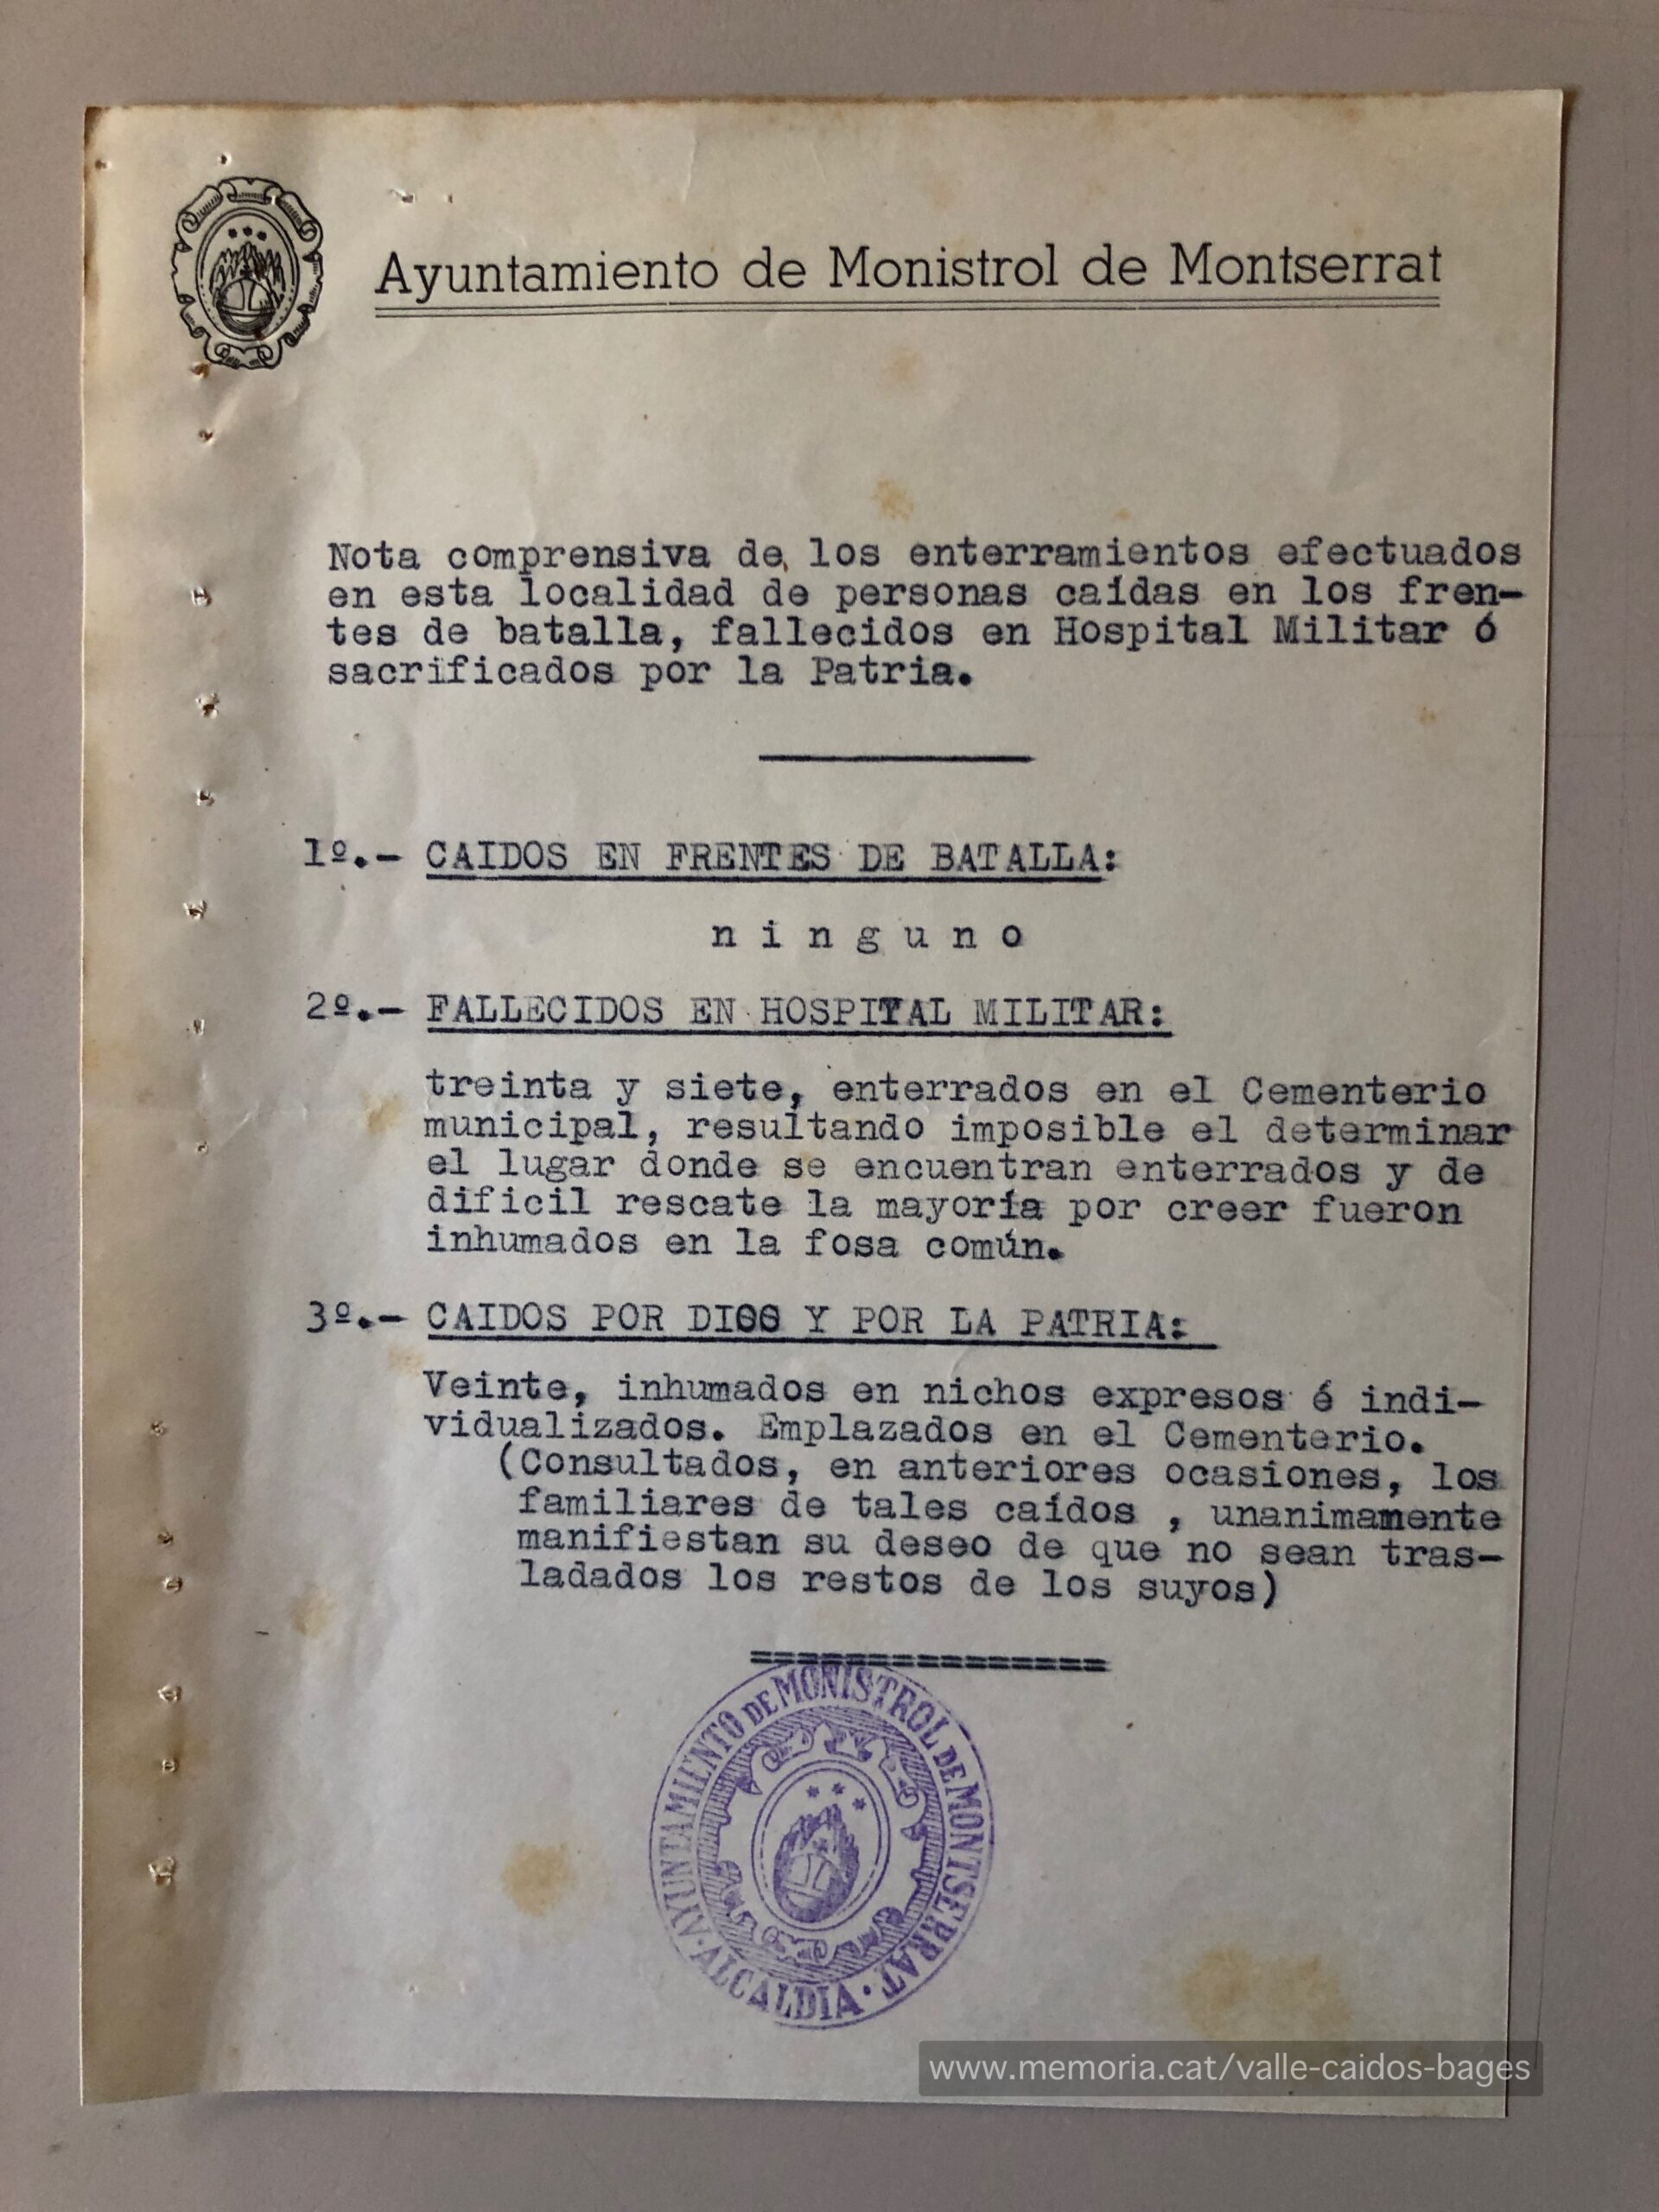 Ayuntamiento de Monistrol de Montserrat
Nota comprensiva de los enterramientos efectuados
en esta localidad de personas caídas en los fren-
tes de batalla, fallecidos en Hospital Militar ó
sacrificados por la Patria.
1º.- CAIDOS EN FRENTES DE BATALLA:
n i n g u n o
2º.- FALLECIDOS EN HOSPITAL MILITAR:
treinta y siete, enterrados en el Cementerio
municipal, resultando imposible el determinar
el lugar donde se encuentran enterrados y de
dificil rescate la mayoría por creer fueron
inhumados en la fosa común.
3º.- CAIDOS POR DIOS Y POR LA PATRIA:
Veinte, inhumados en nichos expresos é indi-
vidualizados. Emplazados en el Cementerio.
(Consultados, en anteriores ocasiones, los
familiares de tales caídos , unanimamente
manifiestan su deseo de que no sean tras-
ladados los restos de los suyos)
===============
AYUNTAMIENTO DE MONISTROL DE MONTSERRAT
· ALCALDIA ·
www.memoria.cat/valle-caidos-bages